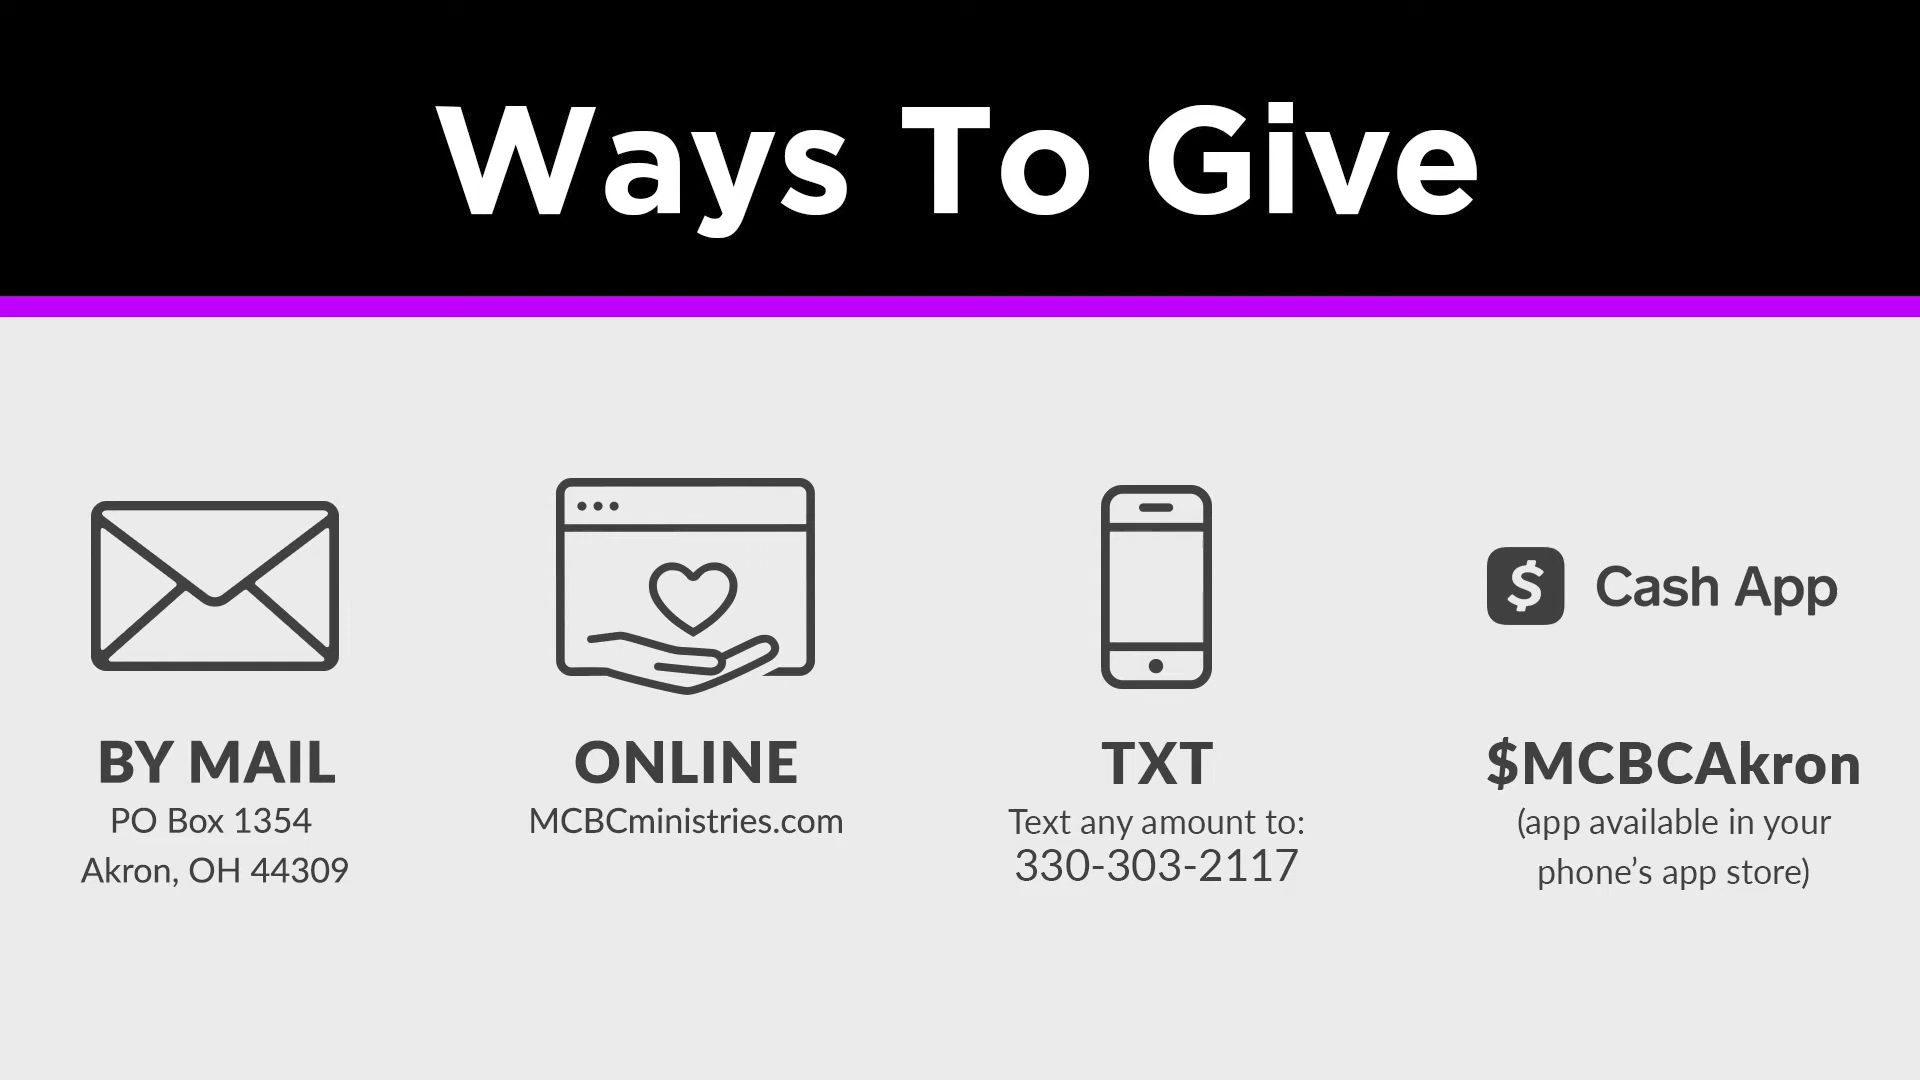 Ways To Give
BY MAIL
PO Box 1354
Akron, OH 44309
ONLINE
MCBCministries.com
TXT
Text any amount to:
330-303-2117
$ Cash App
$MCBCAkron
(app available in your
phone’s app store)